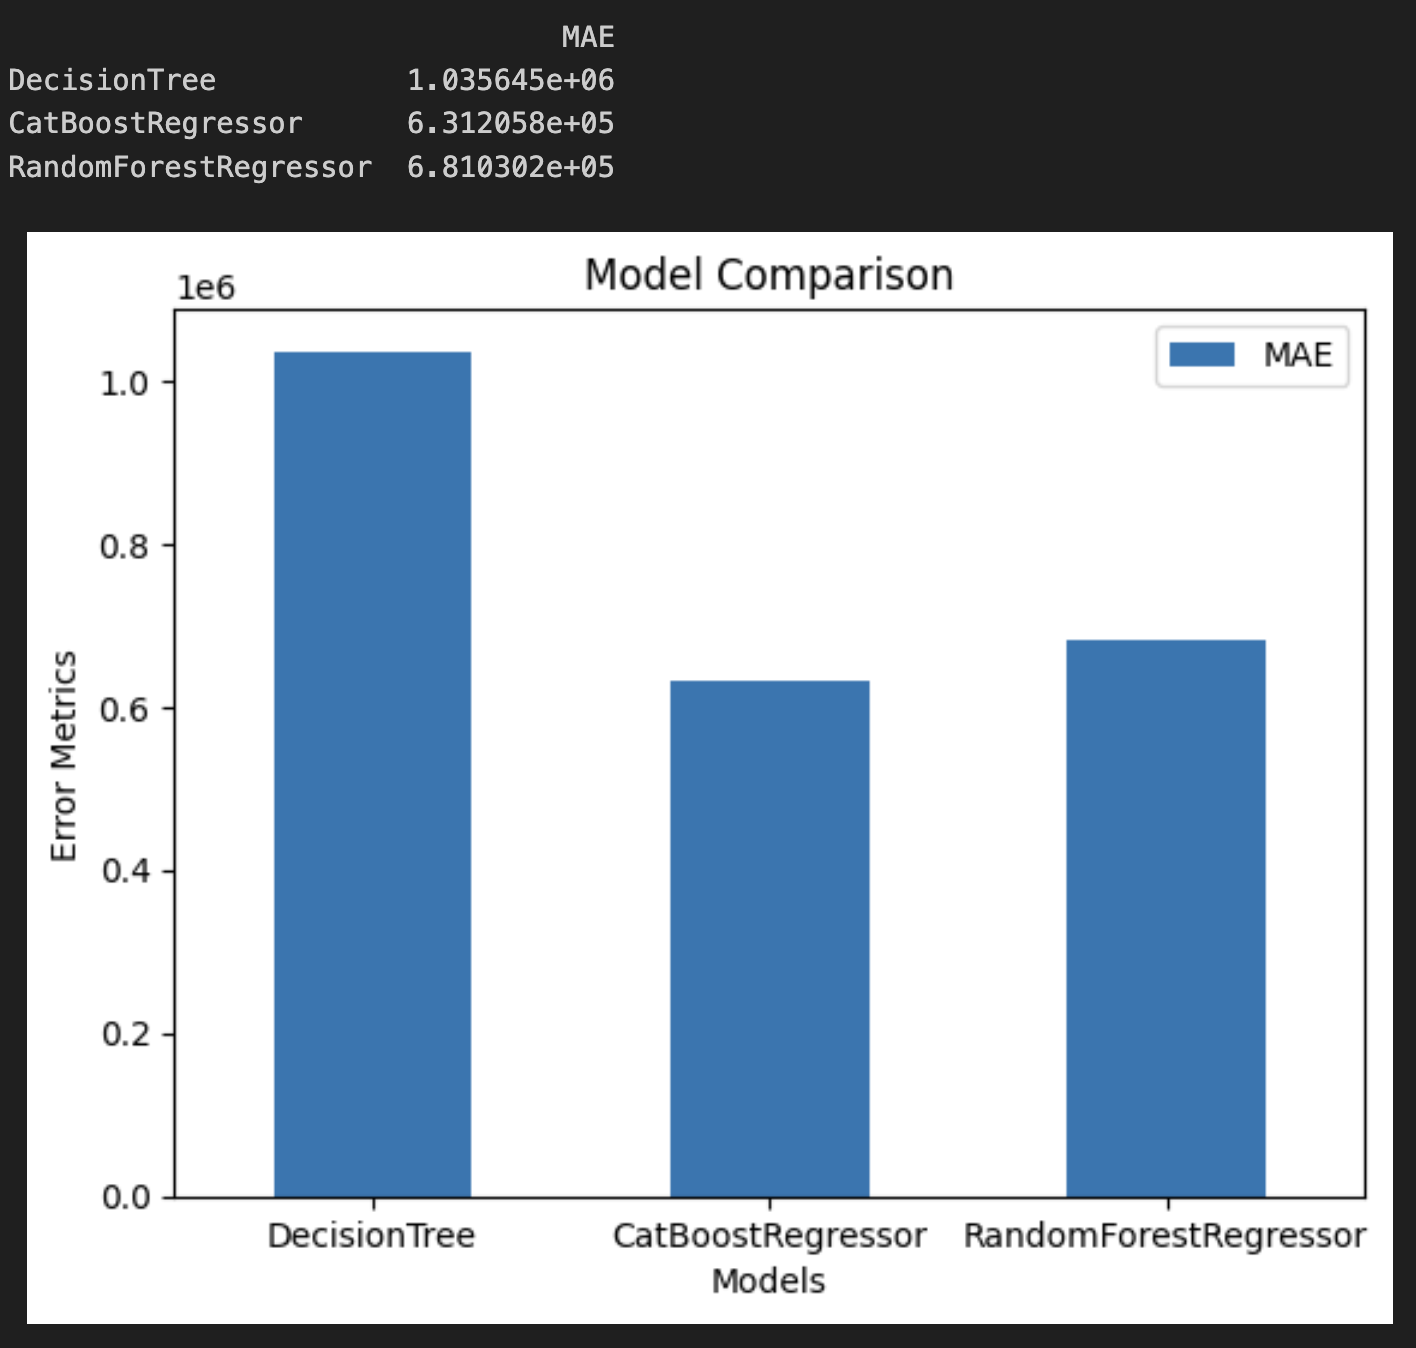 MAE
DecisionTree 1.035645e+06
CatBoostRegressor 6.312058e+05
RandomForestRegressor 6.810302e+05
Model Comparison
1e6
MAE
1.0
0.8
0.6
0.4
0.2
0.0
Error Metrics
DecisionTree CatBoostRegressor RandomForestRegressor
Models